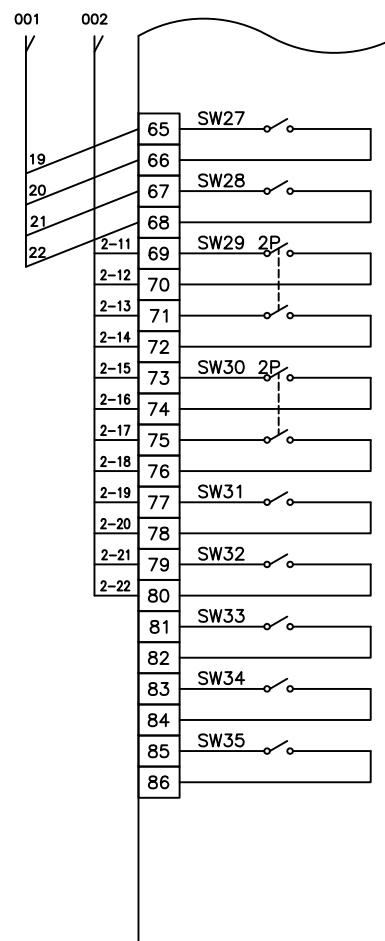 001 002
65 SW27
19
66
20
67 SW28
21
68
22
2-11 69 SW29 2P
2-12 70
2-13 71
2-14 72
2-15 73 SW30 2P
2-16 74
2-17 75
2-18 76
2-19 77 SW31
2-20 78
2-21 79 SW32
2-22 80
81 SW33
82
83 SW34
84
85 SW35
86